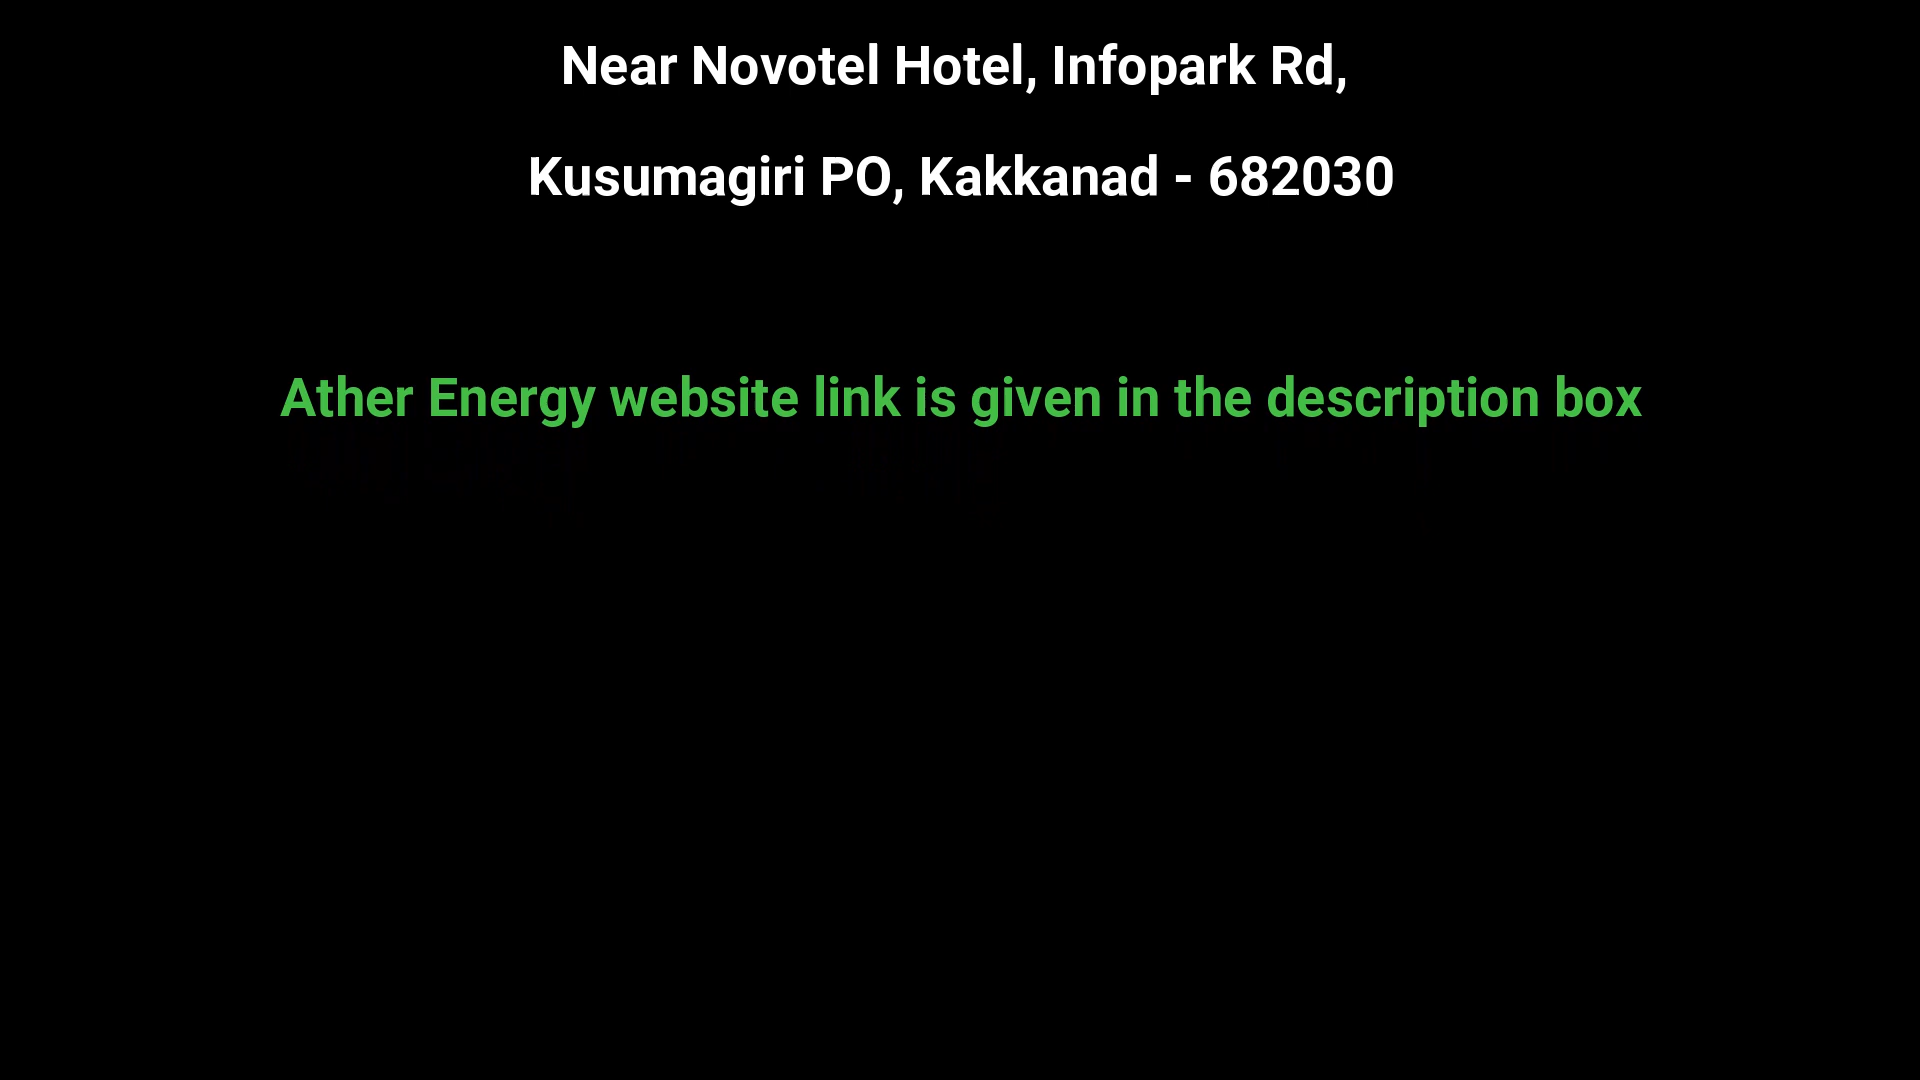 Near Novotel Hotel, Infopark Rd,
Kusumagiri PO, Kakkanad - 682030
Ather Energy website link is given in the description box